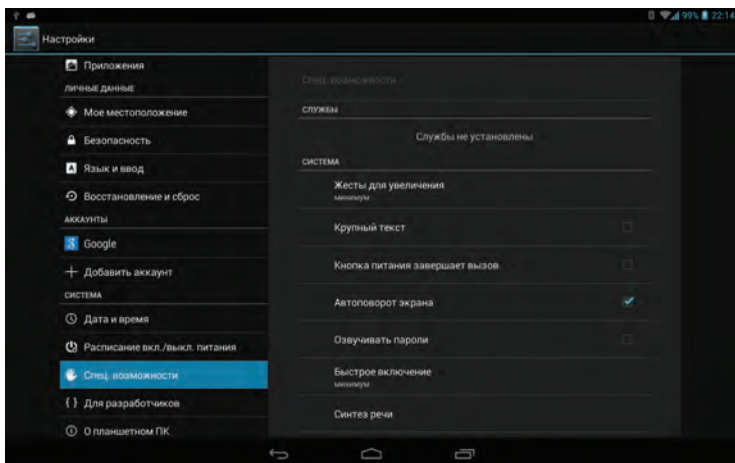 99% 22:14
Настройки
Приложения
ЛИЧНЫЕ ДАННЫЕ
Мое местоположение
Безопасность
Язык и ввод
Восстановление и сброс
АККАУНТЫ
Google
Добавить аккаунт
СИСТЕМА
Дата и время
Расписание вкл./выкл. питания
Спец. возможности
Для разработчиков
О планшетном ПК
Спец. возможности
СЛУЖБЫ
Службы не установлены
СИСТЕМА
Жесты для увеличения
минимум
Крупный текст
Кнопка питания завершает вызов
Автоповорот экрана
Озвучивать пароли
Быстрое включение
минимум
Синтез речи